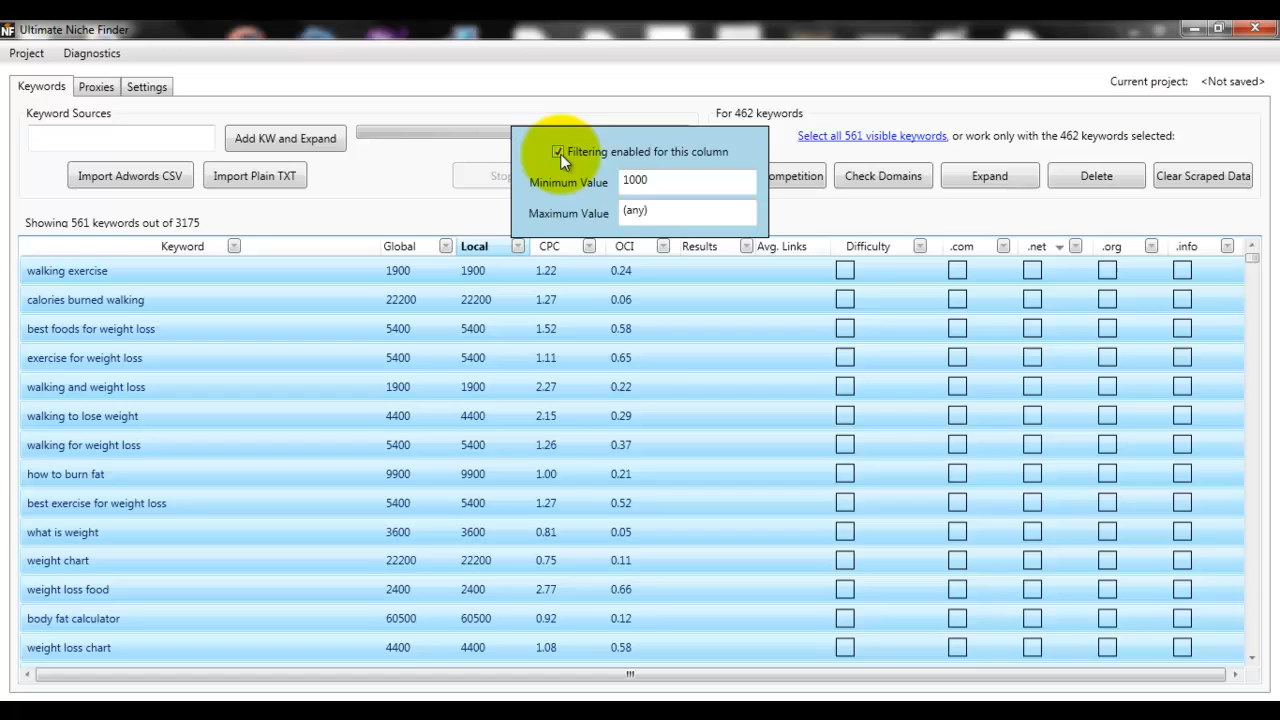 NF Ultimate Niche Finder
Project Diagnostics
Keywords Proxies Settings Current project: <Not saved>
Keyword Sources For 462 keywords
Add KW and Expand Select all 561 visible keywords, or work only with the 462 keywords selected:
Filtering enabled for this column
Import Adwords CSV Import Plain TXT Stop ompetition Check Domains Expand Delete Clear Scraped Data
Minimum Value 1000
Maximum Value (any)
Showing 561 keywords out of 3175
Keyword Global Local CPC OCI Results Avg. Links Difficulty .com .net .org .info
walking exercise 1900 1900 1.22 0.24
calories burned walking 22200 22200 1.27 0.06
best foods for weight loss 5400 5400 1.52 0.58
exercise for weight loss 5400 5400 1.11 0.65
walking and weight loss 1900 1900 2.27 0.22
walking to lose weight 4400 4400 2.15 0.29
walking for weight loss 5400 5400 1.26 0.37
how to burn fat 9900 9900 1.00 0.21
best exercise for weight loss 5400 5400 1.27 0.52
what is weight 3600 3600 0.81 0.05
weight chart 22200 22200 0.75 0.11
weight loss food 2400 2400 2.77 0.66
body fat calculator 60500 60500 0.92 0.12
weight loss chart 4400 4400 1.08 0.58